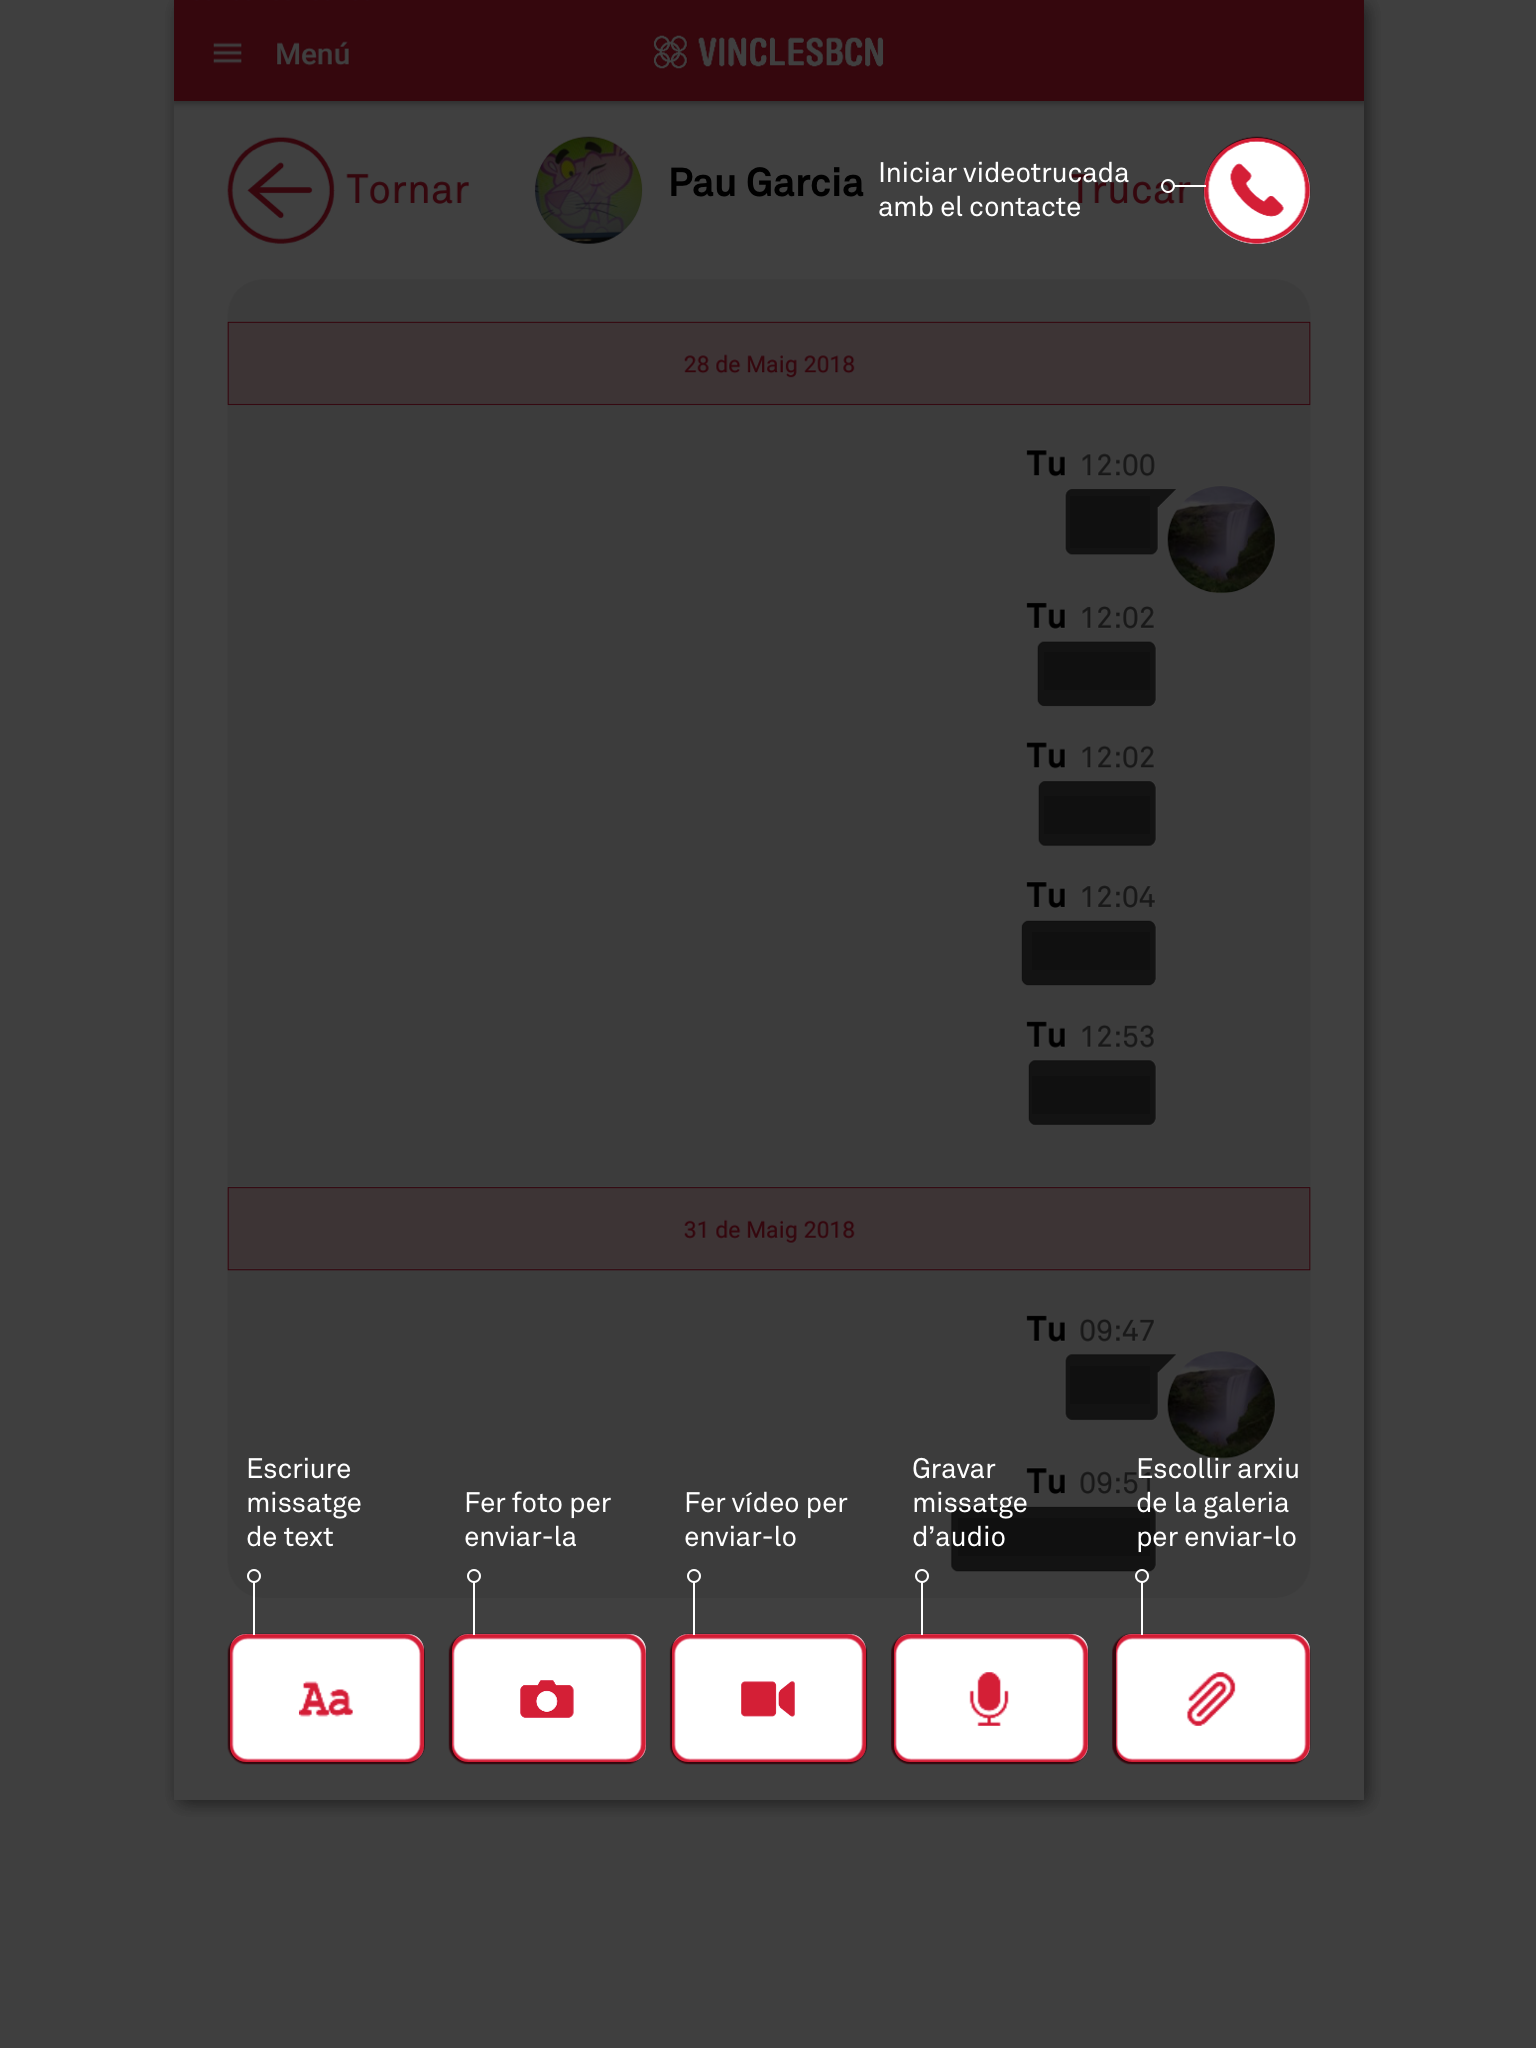 Menú
VINCLESBCN
Tornar
Pau Garcia
Iniciar videotrucada
amb el contacte
Trucar
28 de Maig 2018
Tu 12:00
Tu 12:02
Tu 12:02
Tu 12:04
Tu 12:53
31 de Maig 2018
Tu 09:47
Tu 09:51
Escriure
missatge
de text
Fer foto per
enviar-la
Fer vídeo per
enviar-lo
Gravar
missatge
d’audio
Escollir arxiu
de la galeria
per enviar-lo
Aa